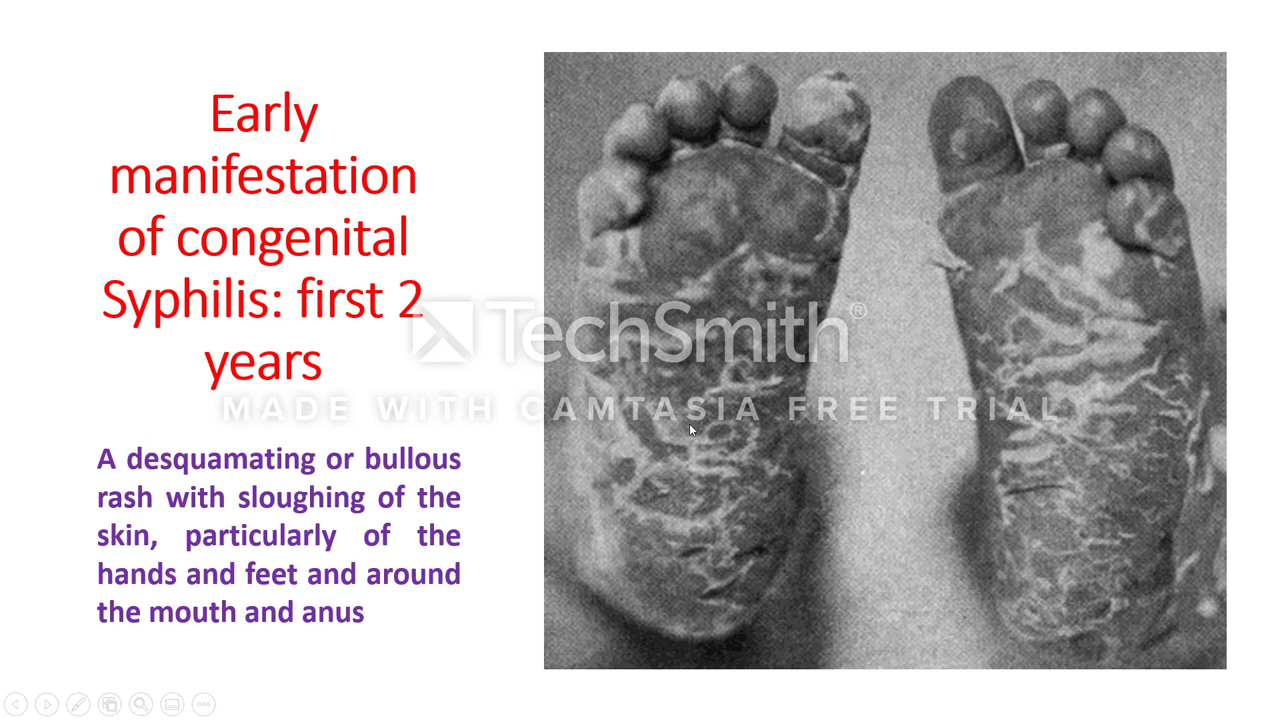 Early
manifestation
of congenital
Syphilis: first 2
years
TechSmith®
MADE WITH CAMTASIA FREE TRIAL
A desquamating or bullous
rash with sloughing of the
skin, particularly of the
hands and feet and around
the mouth and anus